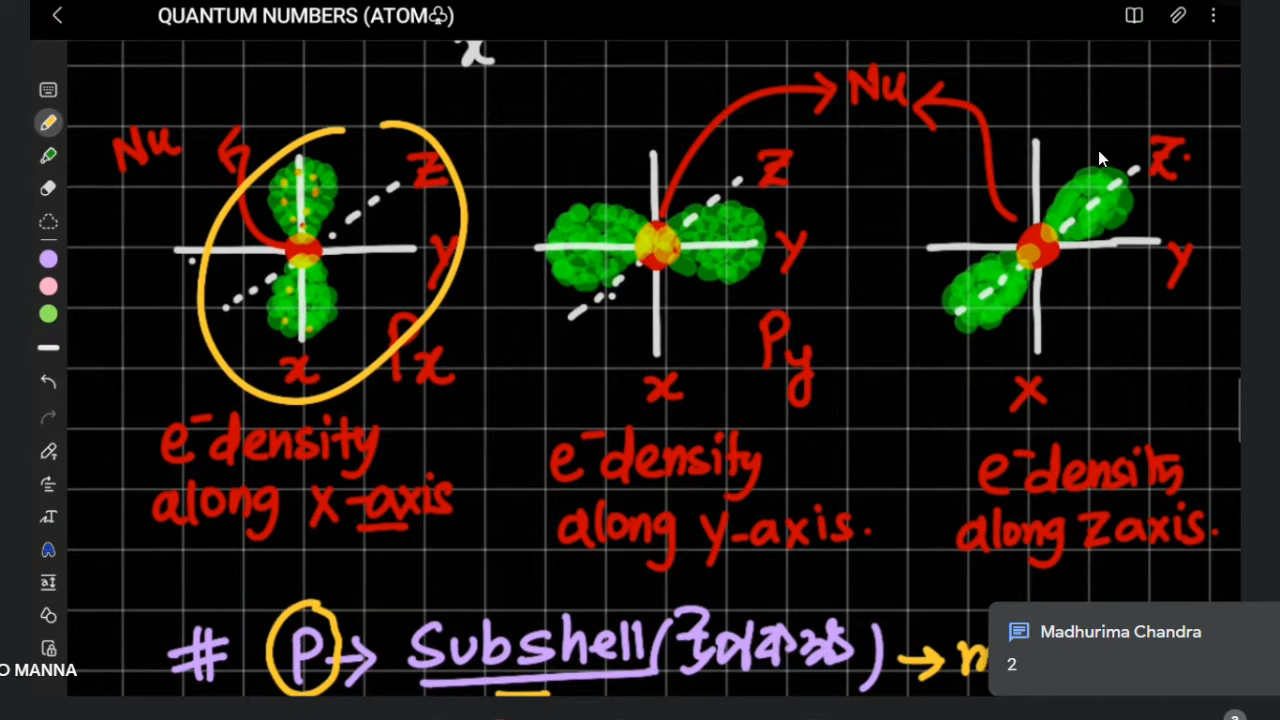 QUANTUM NUMBERS (ATOM♧)
x
Nu
Nu
z
z
z.
y
y
y
x
Px
x
Py
x
e⁻density
along x-axis
e⁻density
along y-axis.
e⁻density
along z axis.
# P → Subshell ( ) → m
Madhurima Chandra
2
O MANNA